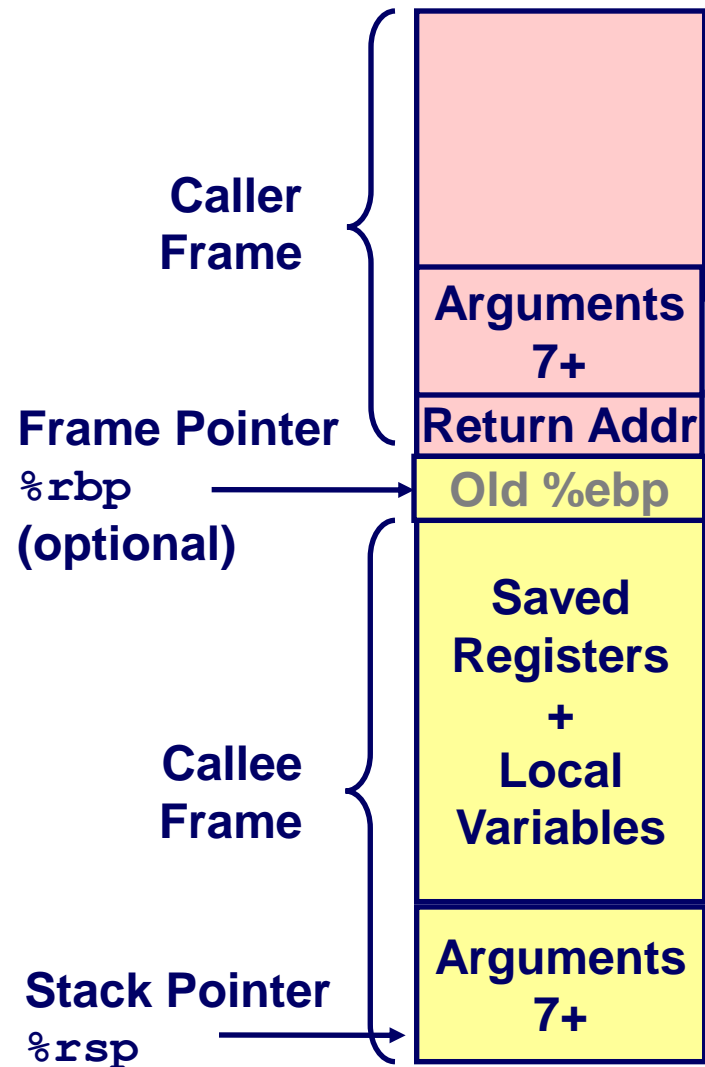 Caller
Frame
Arguments
7+
Return Addr
Frame Pointer
%rbp
(optional)
Old %ebp
Saved
Registers
+
Local
Variables
Callee
Frame
Arguments
7+
Stack Pointer
%rsp